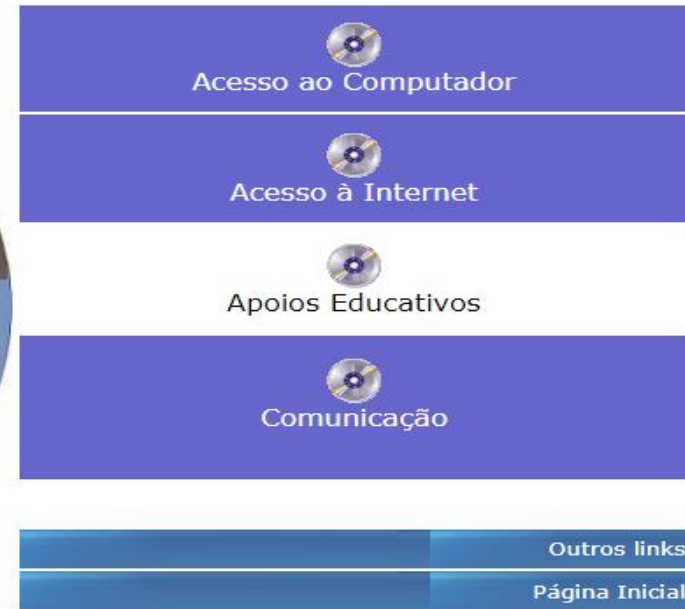 Acesso ao Computador
Acesso à Internet
Apoios Educativos
Comunicação
Outros links
Página Inicial